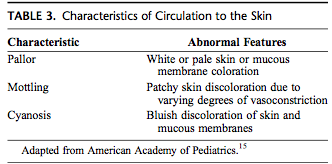 TABLE 3. Characteristics of Circulation to the Skin
Characteristic Abnormal Features
Pallor White or pale skin or mucous
membrane coloration
Mottling Patchy skin discoloration due to
varying degrees of vasoconstriction
Cyanosis Bluish discoloration of skin and
mucous membranes
Adapted from American Academy of Pediatrics.15